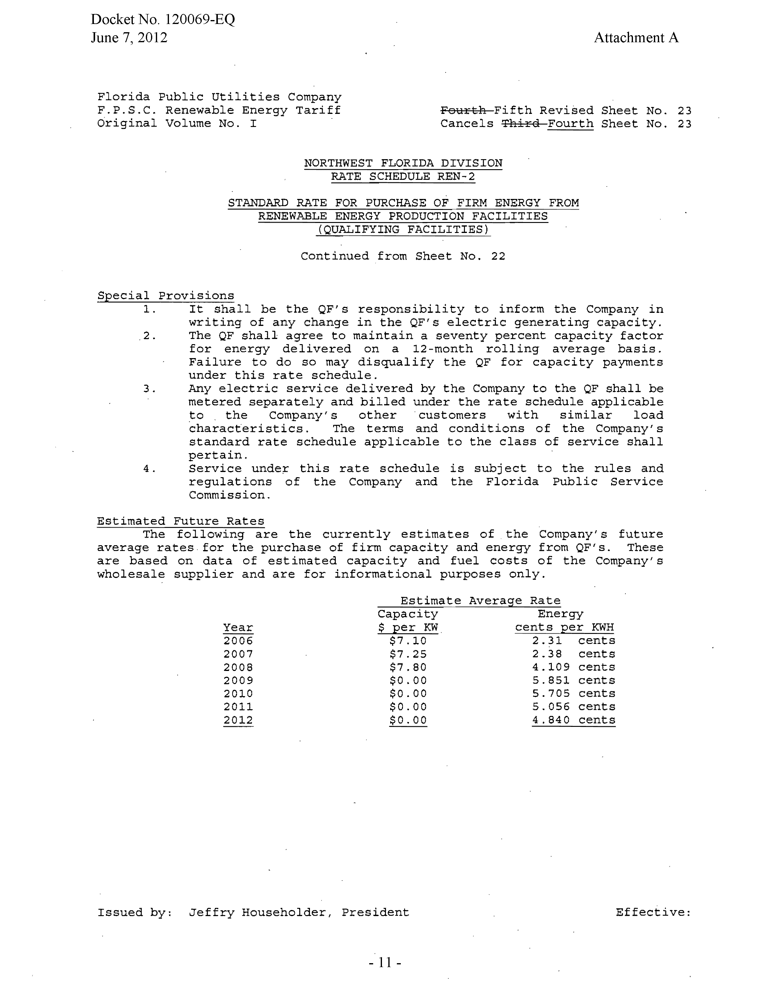 Docket No. 120069-EQ
June 7, 2012
Attachment A
Florida Public Utilities Company
F.P.S.C. Renewable Energy Tariff
Original Volume No. I
Fourth Fifth Revised Sheet No. 23
Cancels Third Fourth Sheet No. 23
NORTHWEST FLORIDA DIVISION
RATE SCHEDULE REN-2
STANDARD RATE FOR PURCHASE OF FIRM ENERGY FROM
RENEWABLE ENERGY PRODUCTION FACILITIES
(QUALIFYING FACILITIES)
Continued from Sheet No. 22
Special Provisions
1. It shall be the QF's responsibility to inform the Company in
writing of any change in the QF's electric generating capacity.
2. The QF shall agree to maintain a seventy percent capacity factor
for energy delivered on a 12-month rolling average basis.
Failure to do so may disqualify the QF for capacity payments
under this rate schedule.
3. Any electric service delivered by the Company to the QF shall be
metered separately and billed under the rate schedule applicable
to the Company's other customers with similar load
characteristics. The terms and conditions of the Company's
standard rate schedule applicable to the class of service shall
pertain.
4. Service under this rate schedule is subject to the rules and
regulations of the Company and the Florida Public Service
Commission.
Estimated Future Rates
The following are the currently estimates of the Company's future
average rates for the purchase of firm capacity and energy from QF's. These
are based on data of estimated capacity and fuel costs of the Company's
wholesale supplier and are for informational purposes only.
Estimate Average Rate
Capacity Energy
Year $ per KW cents per KWH
2006 $7.10 2.31 cents
2007 $7.25 2.38 cents
2008 $7.80 4.109 cents
2009 $0.00 5.851 cents
2010 $0.00 5.705 cents
2011 $0.00 5.056 cents
2012 $0.00 4.840 cents
Issued by: Jeffry Householder, President
Effective:
- 11 -